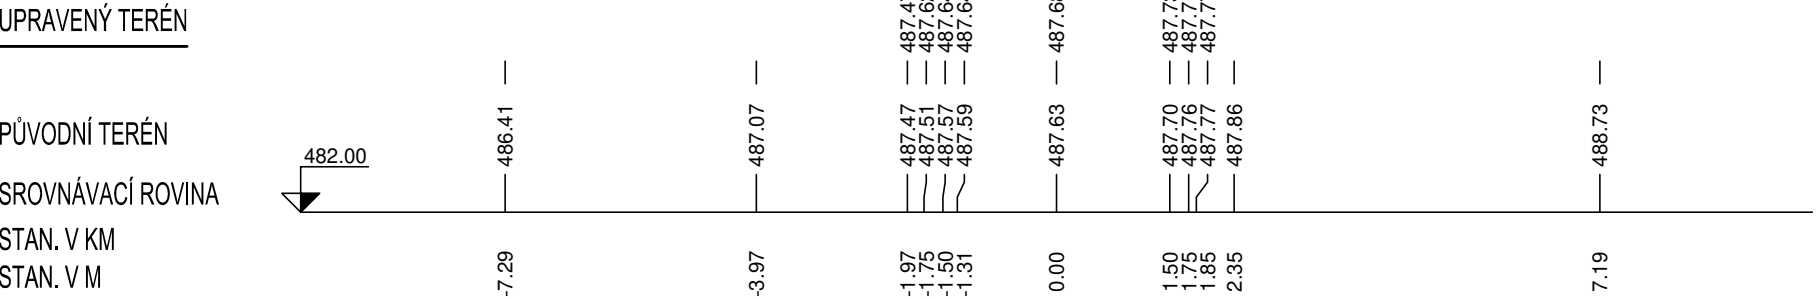 UPRAVENÝ TERÉN
PŮVODNÍ TERÉN 486.41 487.07 487.47 487.51 487.57 487.59 487.63 487.70 487.76 487.77 487.86 488.73
482.00
SROVNÁVACÍ ROVINA
STAN. V KM
STAN. V M -7.29 -3.97 -1.97 -1.75 -1.50 -1.31 0.00 1.50 1.75 1.85 2.35 7.19